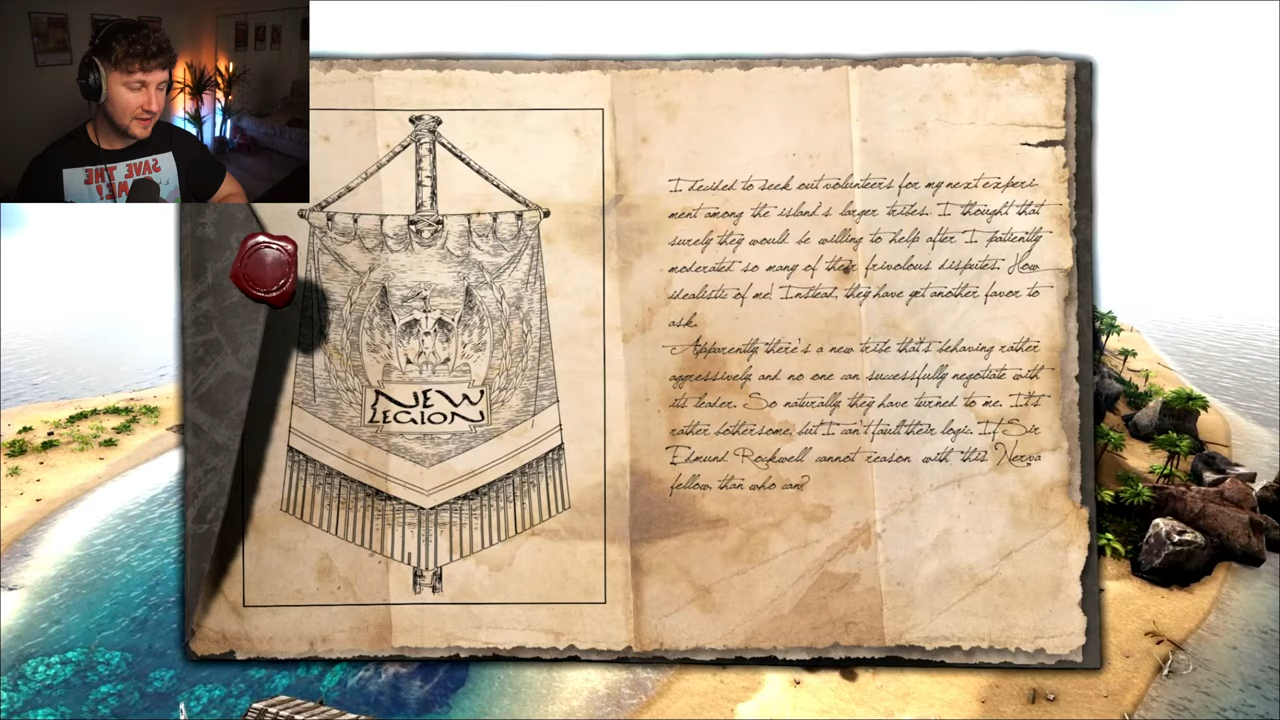 SAVE THE
NEW
LEGION
I decided to seek out volunteers for my next experi-
ment among the island's larger tribes. I thought that
surely they would be willing to help after I patiently
moderated so many of their frivolous disputes. How
idealistic of me! Instead, they have yet another favor to
ask.
Apparently there's a new tribe that's behaving rather
aggressively, and no one can successfully negotiate with
its leader. So naturally, they have turned to me. It's
rather bothersome, but I can't fault their logic. If Sir
Edmund Rockwell cannot reason with this Nerva
fellow, than who can?